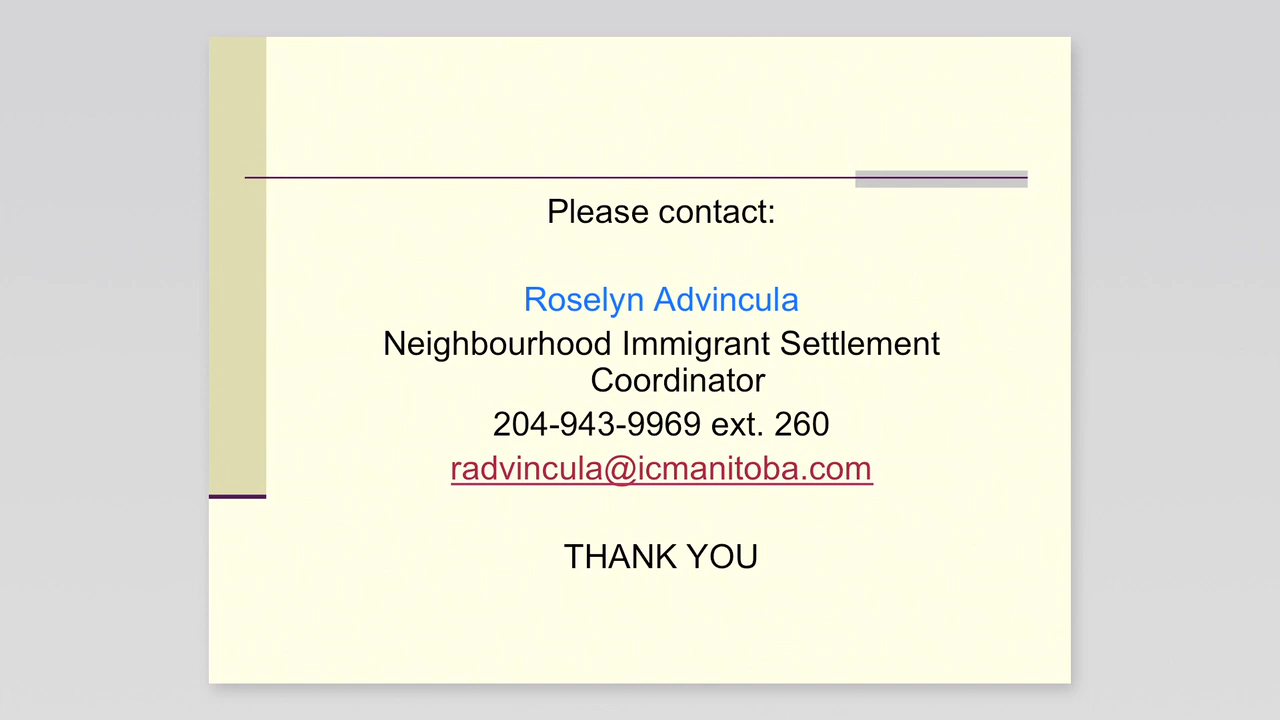 Please contact:
Roselyn Advincula
Neighbourhood Immigrant Settlement
Coordinator
204-943-9969 ext. 260
radvincula@icmanitoba.com
THANK YOU